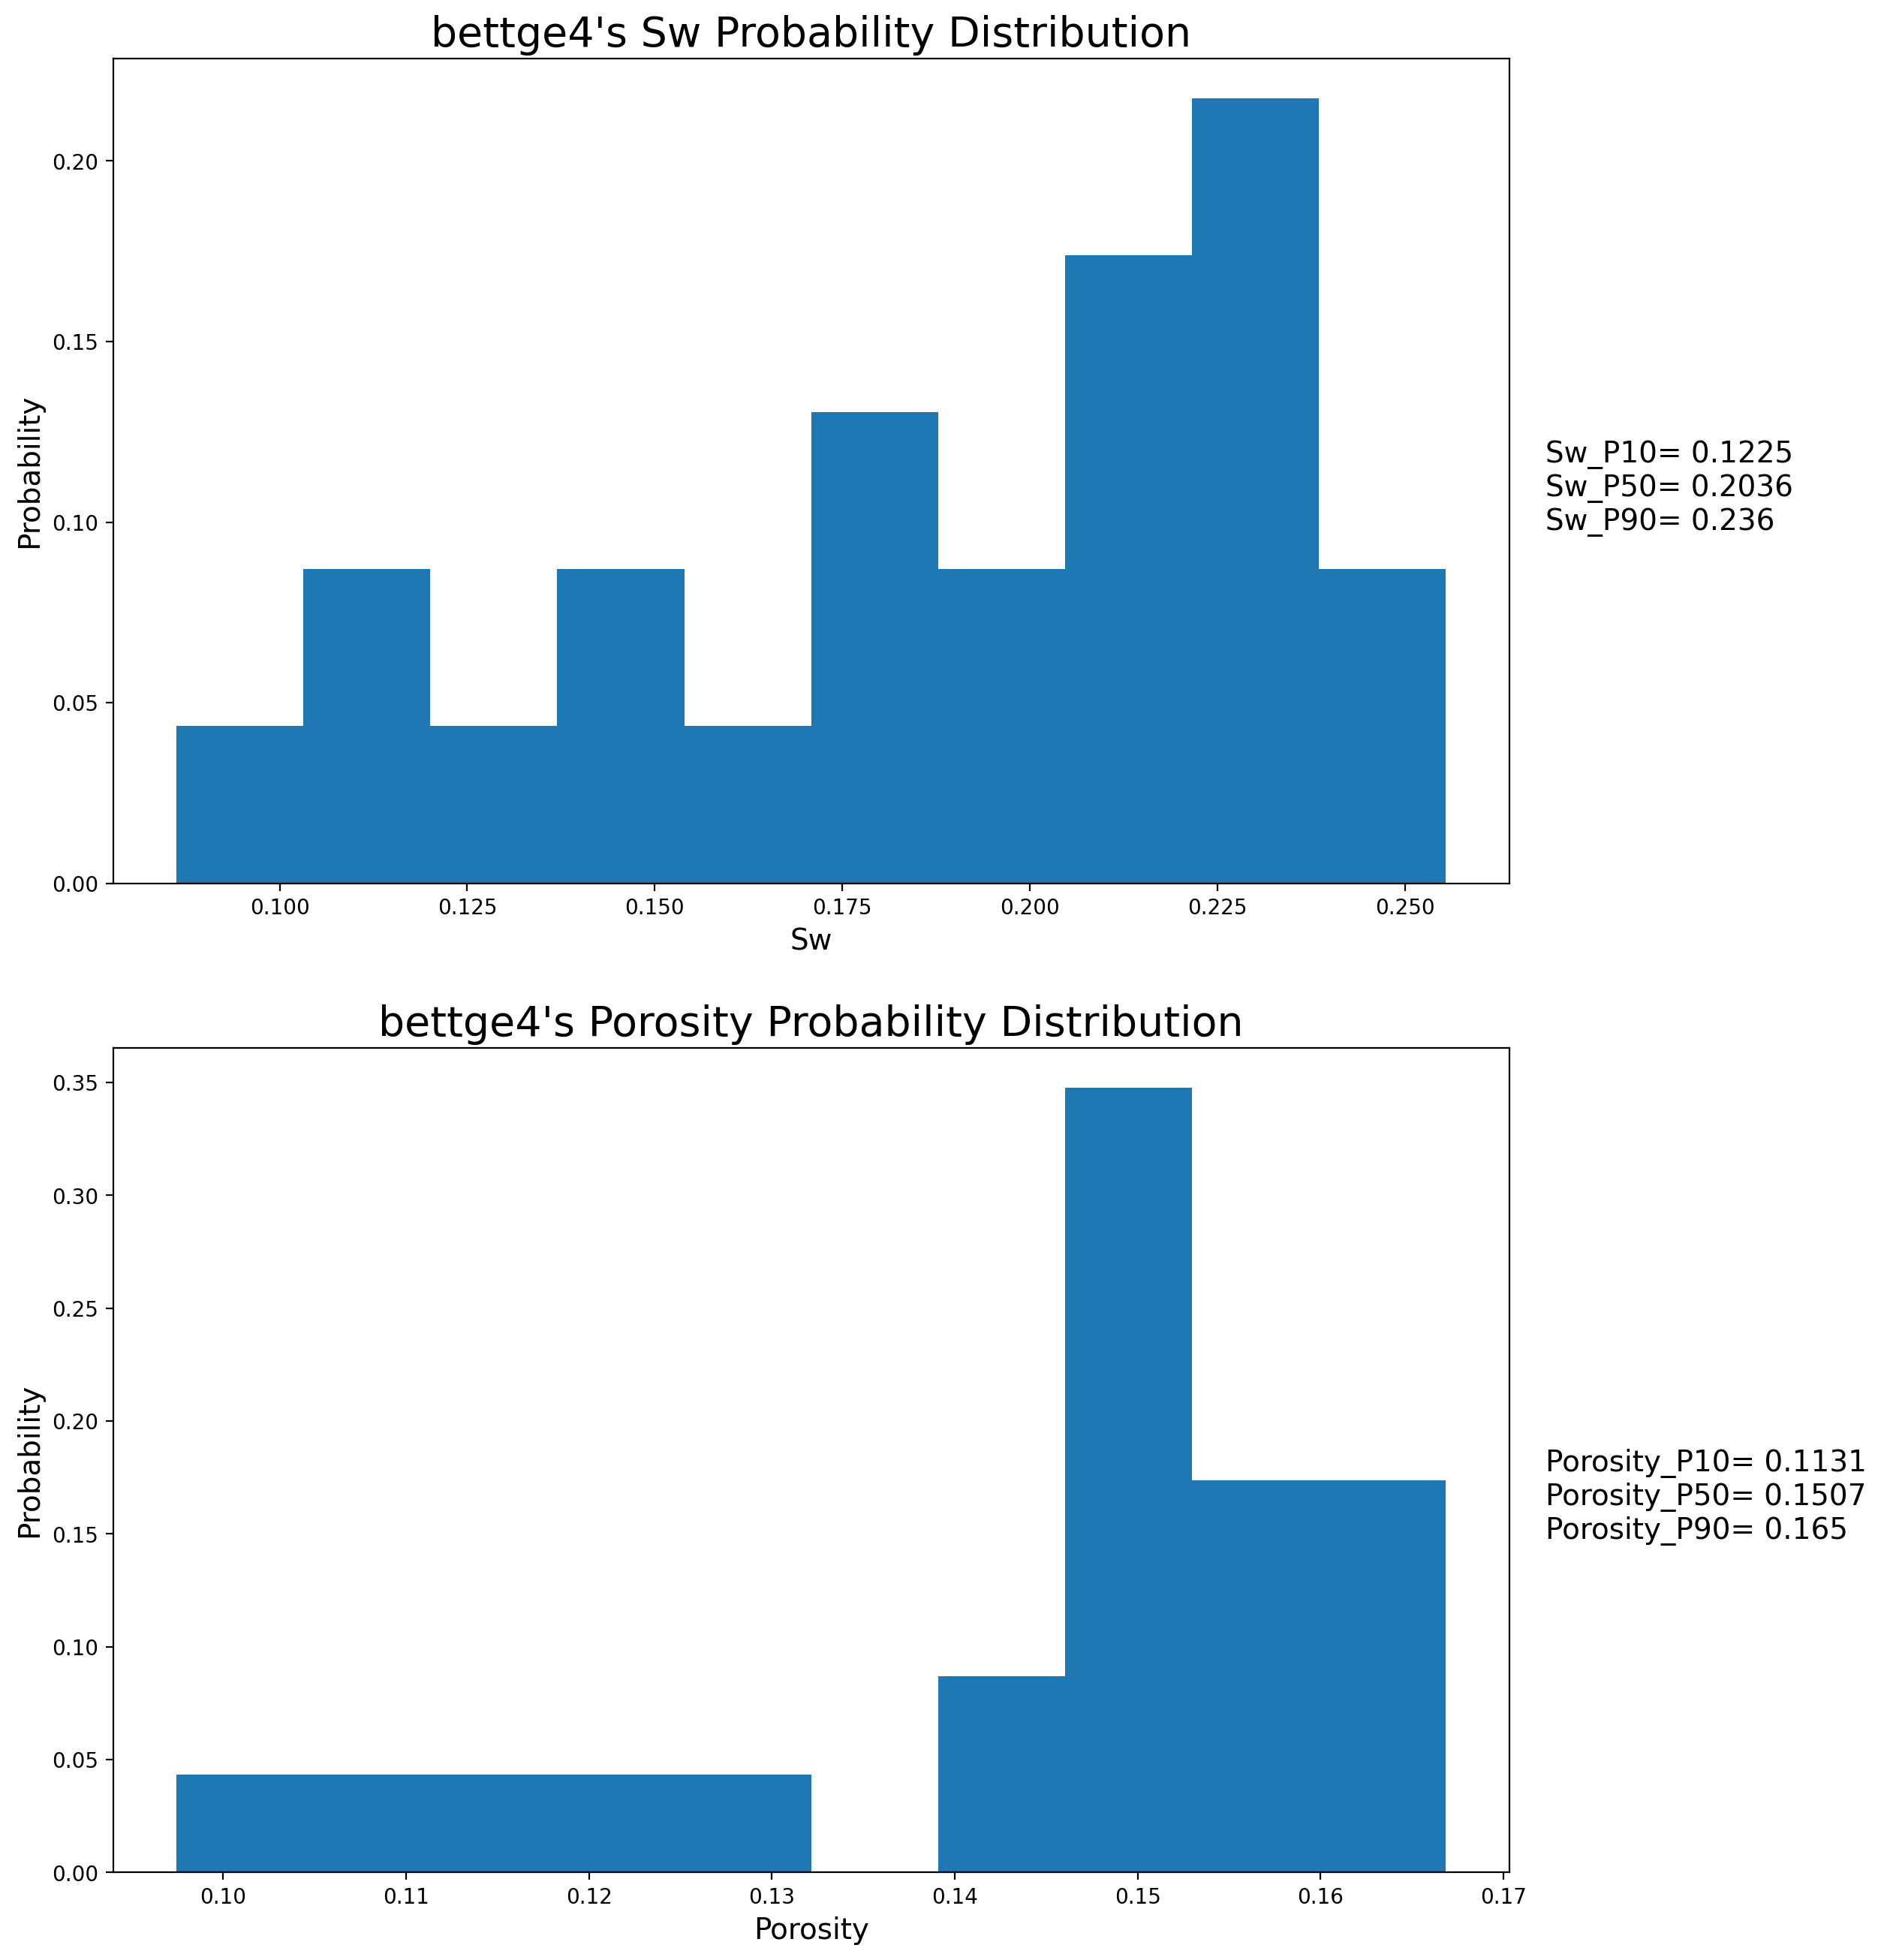 bettge4's Sw Probability Distribution
Probability
0.20
0.15
0.10
0.05
0.00
0.100 0.125 0.150 0.175 0.200 0.225 0.250
Sw
Sw_P10= 0.1225
Sw_P50= 0.2036
Sw_P90= 0.236
bettge4's Porosity Probability Distribution
Probability
0.35
0.30
0.25
0.20
0.15
0.10
0.05
0.00
0.10 0.11 0.12 0.13 0.14 0.15 0.16 0.17
Porosity
Porosity_P10= 0.1131
Porosity_P50= 0.1507
Porosity_P90= 0.165